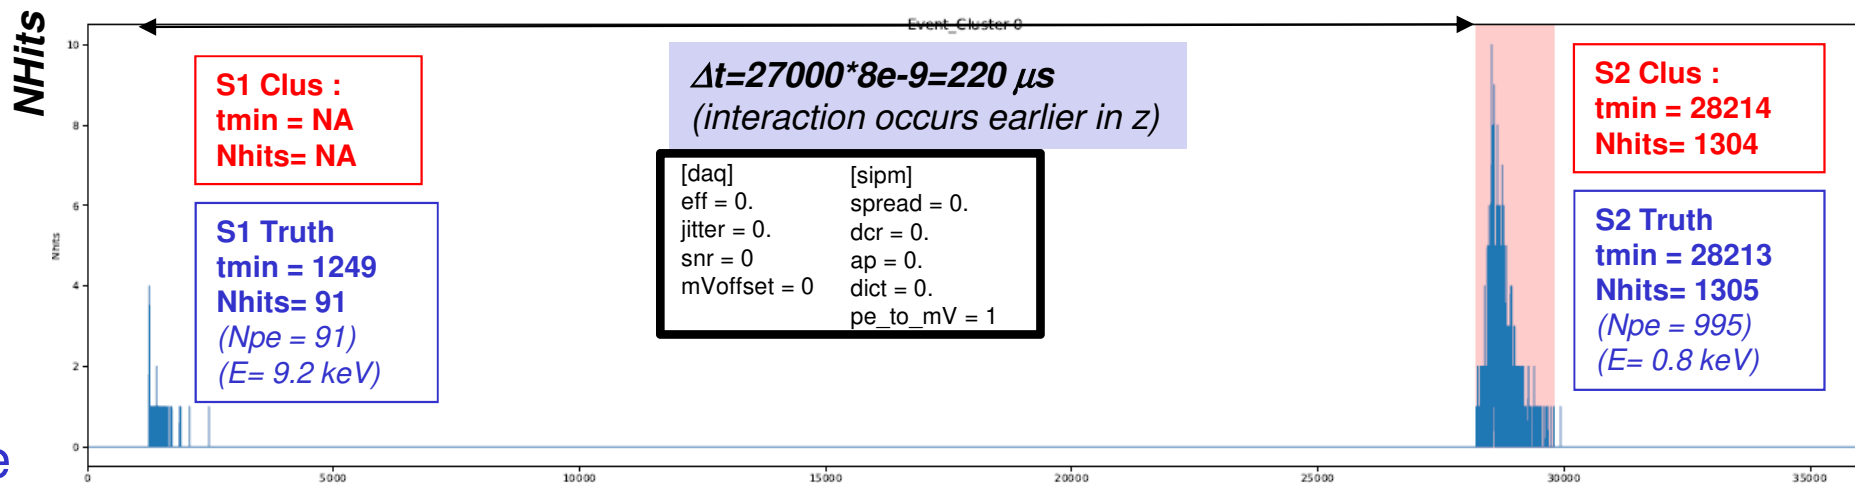 NHits
Event_Cluster 0
S1 Clus :
tmin = NA
Nhits= NA
S1 Truth
tmin = 1249
Nhits= 91
(Npe = 91)
(E= 9.2 keV)
Δt=27000*8e-9=220 μs
(interaction occurs earlier in z)
[daq]
eff = 0.
jitter = 0.
snr = 0
mVoffset = 0
[sipm]
spread = 0.
dcr = 0.
ap = 0.
dict = 0.
pe_to_mV = 1
S2 Clus :
tmin = 28214
Nhits= 1304
S2 Truth
tmin = 28213
Nhits= 1305
(Npe = 995)
(E= 0.8 keV)
Nhits
10
8
6
4
2
0
e
0 5000 10000 15000 20000 25000 30000 35000